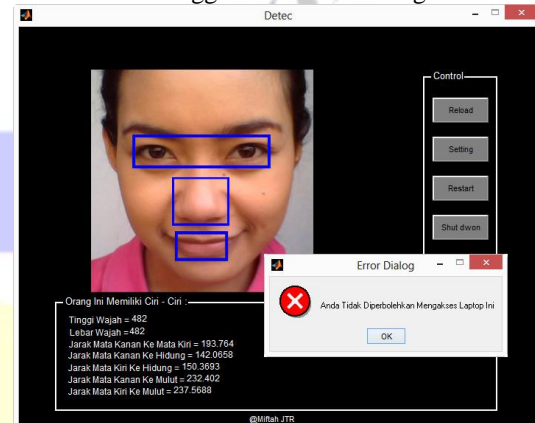 Detec
Control
Reload
Setting
Restart
Shut dwon
Error Dialog
Anda Tidak Diperbolehkan Mengakses Laptop Ini
OK
Orang Ini Memiliki Ciri - Ciri :
Tinggi Wajah = 482
Lebar Wajah =482
Jarak Mata Kanan Ke Mata Kiri = 193.764
Jarak Mata Kanan Ke Hidung = 142.0658
Jarak Mata Kiri Ke Hidung = 150.3693
Jarak Mata Kanan Ke Mulut = 232.402
Jarak Mata Kiri Ke Mulut = 237.5688
@Miftah JTR